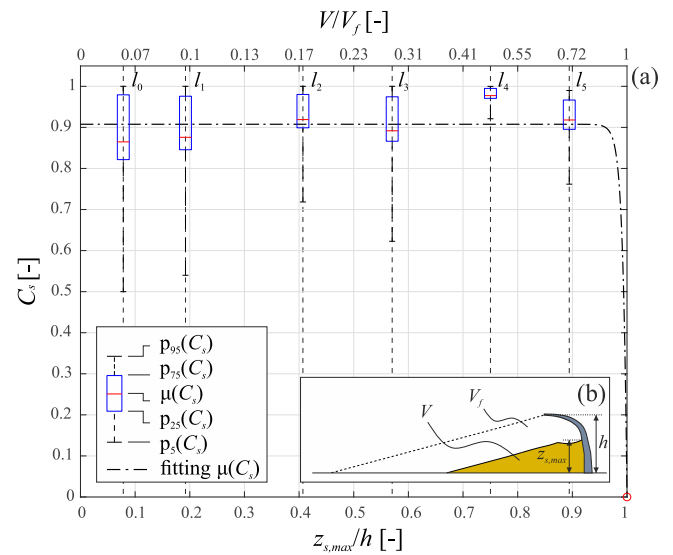 V/V_f [-]
0 0.07 0.1 0.17 0.23 0.28 0.41 0.48 0.55 0.72 1
(a)
l_0 l_1 l_2 l_3 l_4 l_5
1
0.9
0.8
0.7
0.6
0.5
0.4
0.3
0.2
0.1
0
C_s [-]
p_95(C_s)
p_75(C_s)
μ(C_s)
p_25(C_s)
p_5(C_s)
fitting μ(C_s)
(b)
V_f
V
h
z_s,max
0 0.1 0.2 0.3 0.4 0.5 0.6 0.7 0.8 0.9 1
z_s,max/h [-]